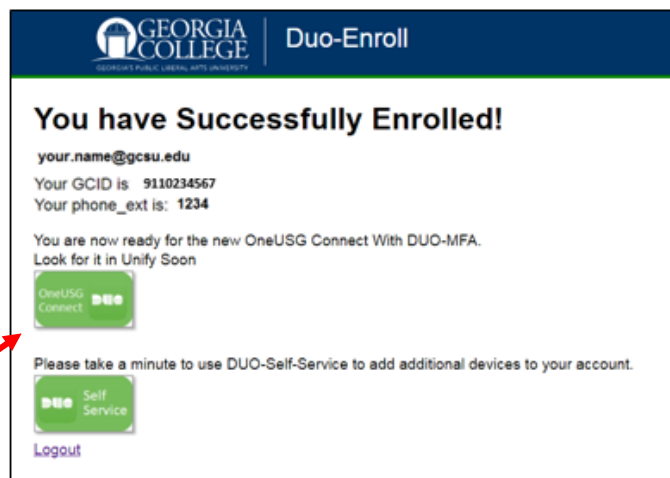 GEORGIA
COLLEGE
GEORGIA'S PUBLIC LIBERAL ARTS UNIVERSITY
Duo-Enroll
You have Successfully Enrolled!
your.name@gcsu.edu
Your GCID is 9110234567
Your phone_ext is: 1234
You are now ready for the new OneUSG Connect With DUO-MFA.
Look for it in Unify Soon
OneUSG
Connect DUO
Please take a minute to use DUO-Self-Service to add additional devices to your account.
DUO Self
Service
Logout